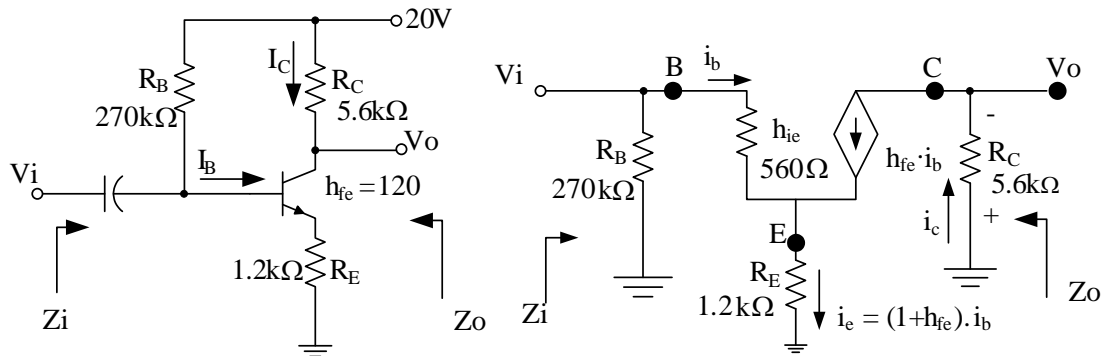 20V
I_C
R_B
270kΩ
R_C
5.6kΩ
Vo
I_B
Vi
h_fe = 120
1.2kΩ
R_E
Zi
Zo
Vi
B
i_b
C
Vo
h_ie
560Ω
R_B
270kΩ
h_fe·i_b
-
R_C
5.6kΩ
i_c
+
E
R_E
1.2kΩ
i_e = (1+h_fe).i_b
Zi
Zo